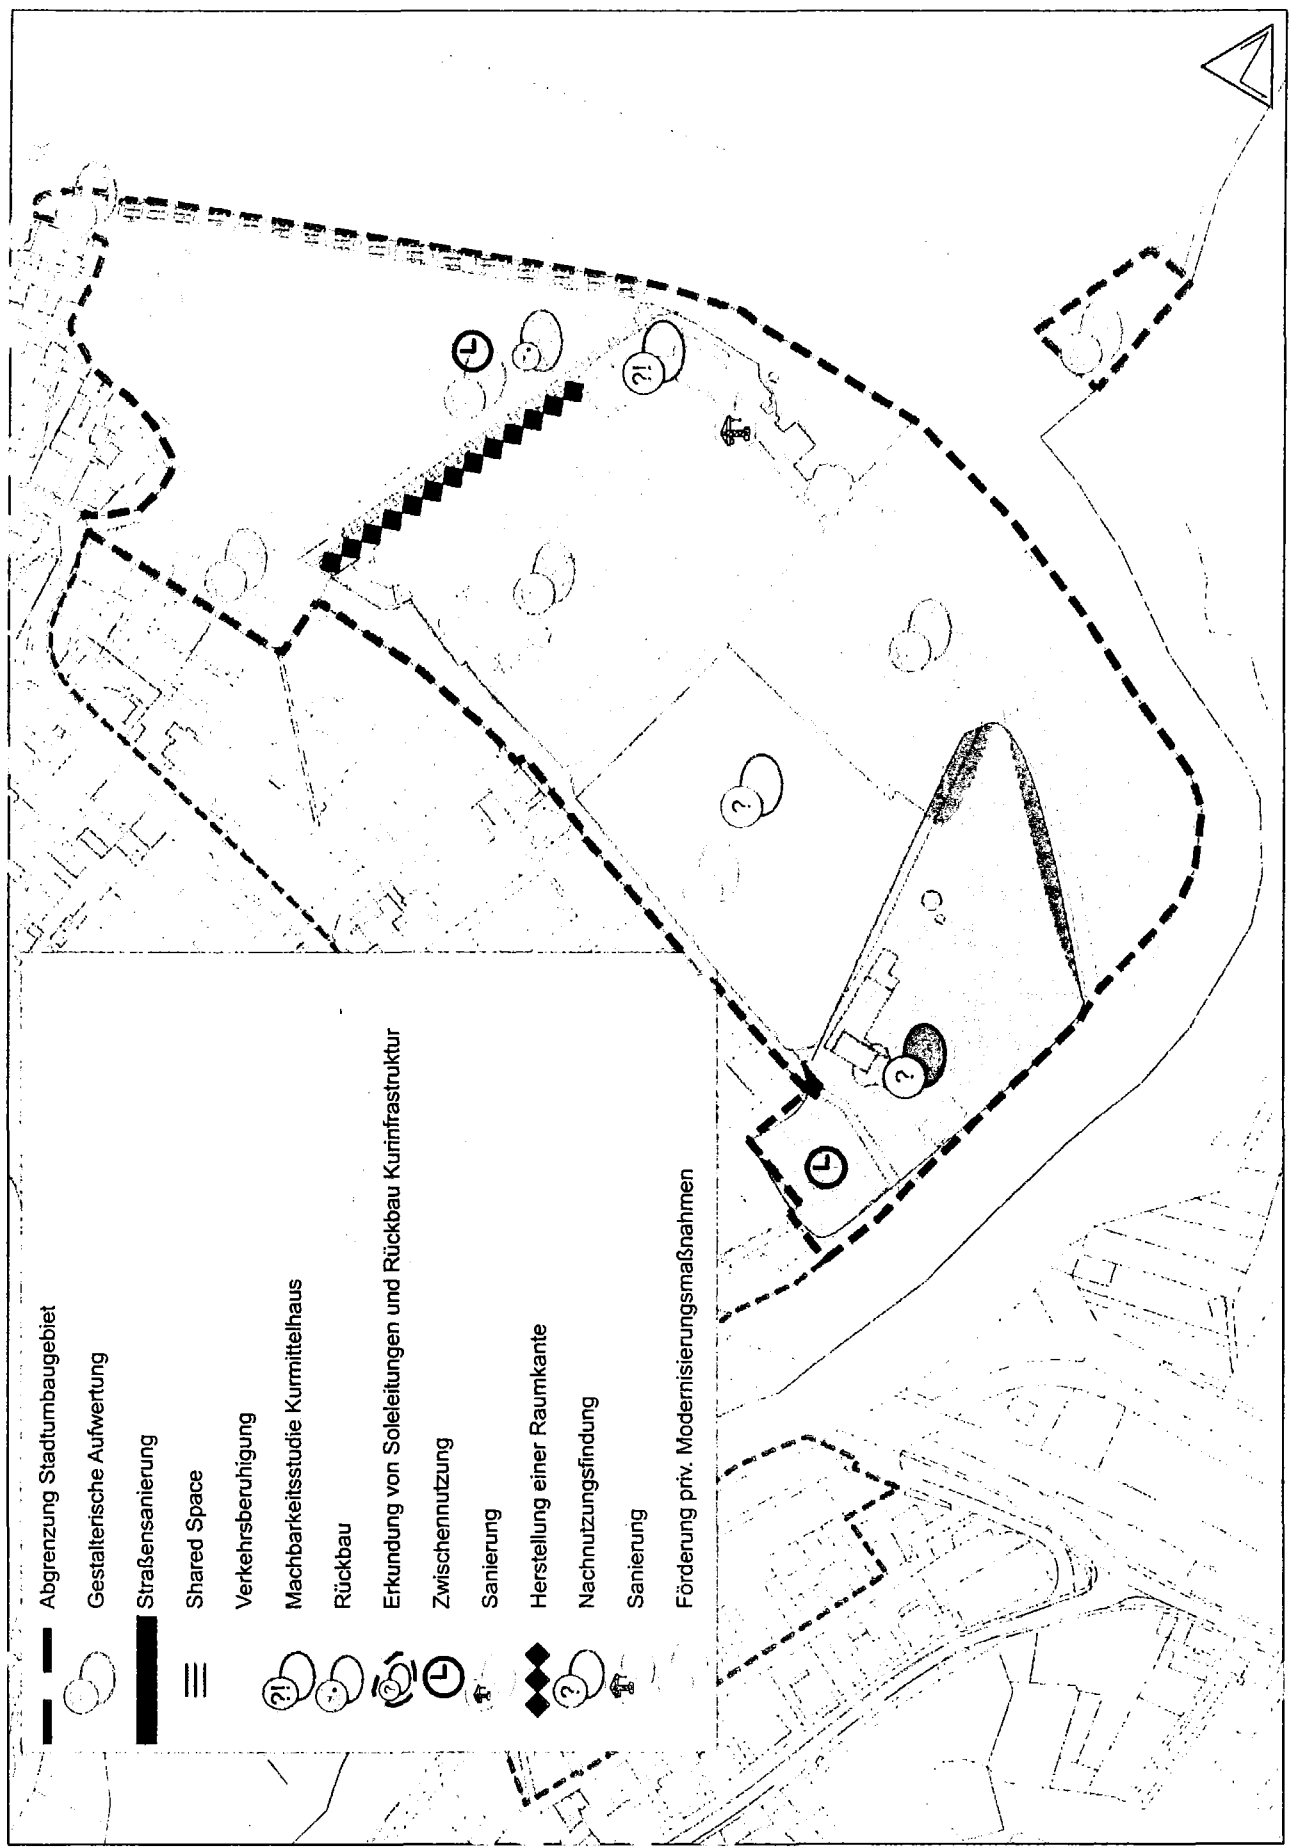 Abgrenzung Stadtumbaugebiet
Gestalterische Aufwertung
Straßensanierung
Shared Space
Verkehrsberuhigung
?! Machbarkeitsstudie Kurmittelhaus
Rückbau
? Erkundung von Soleleitungen und Rückbau Kurinfrastruktur
Zwischennutzung
Sanierung
Herstellung einer Raumkante
? Nachnutzungsfindung
Sanierung
Förderung priv. Modernisierungsmaßnahmen
?!
?
?